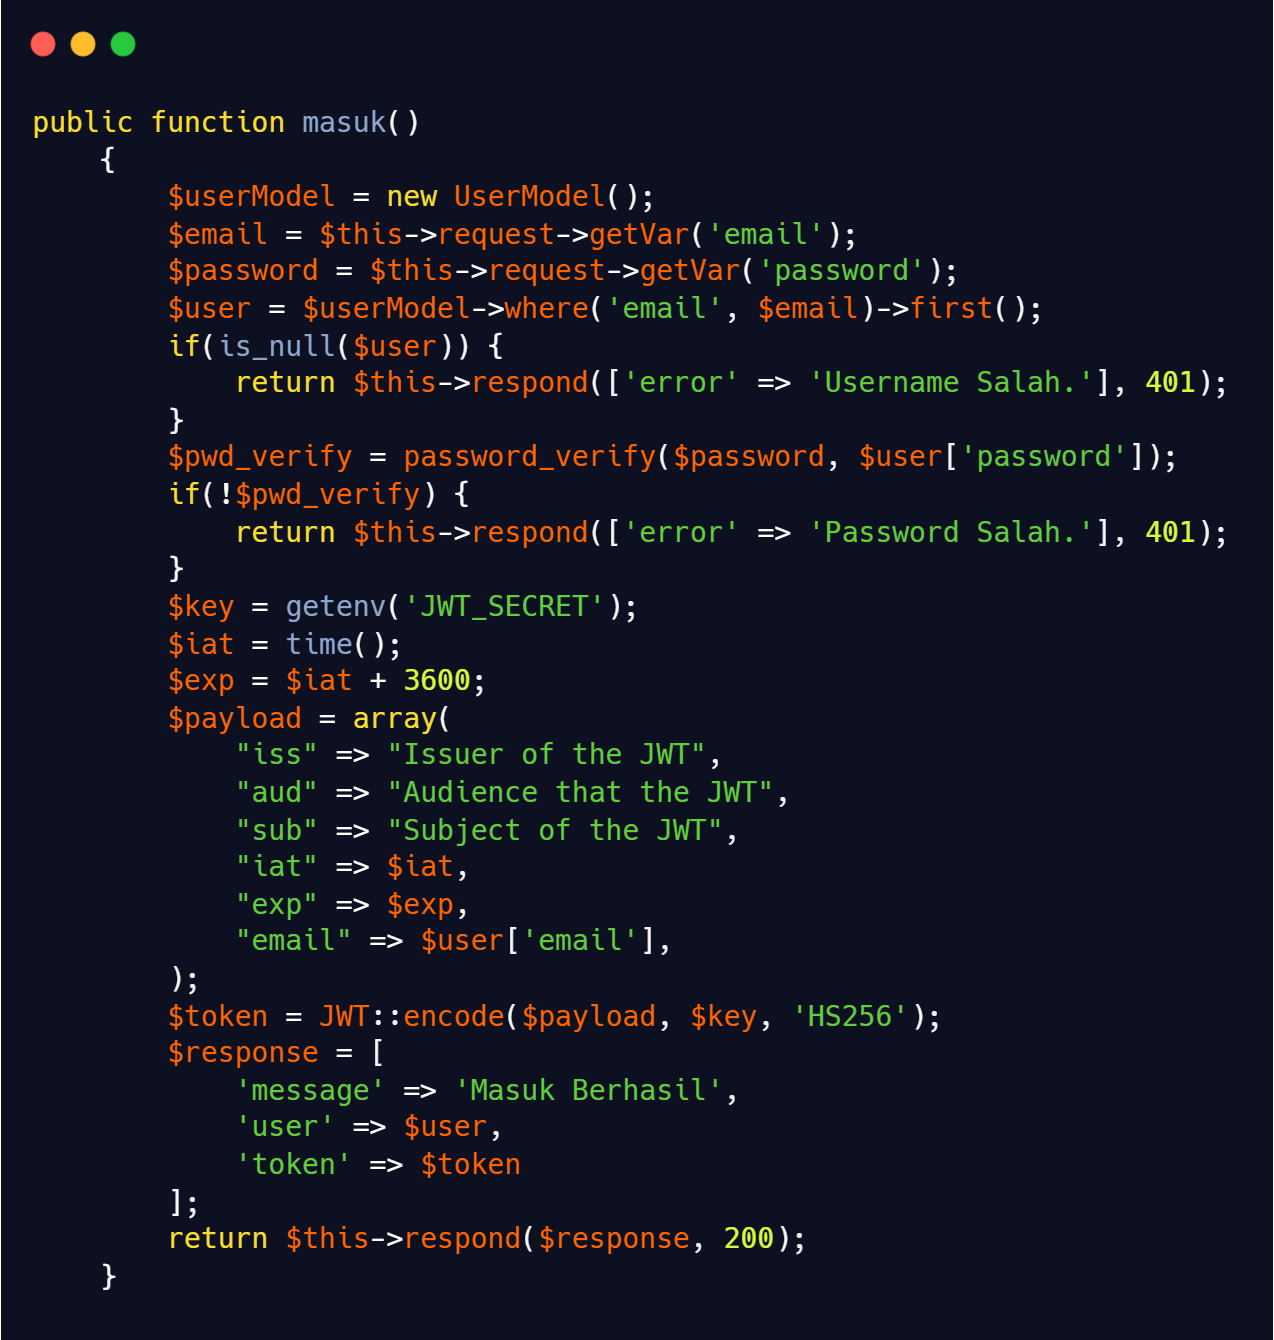 public function masuk()
    {
        $userModel = new UserModel();
        $email = $this->request->getVar('email');
        $password = $this->request->getVar('password');
        $user = $userModel->where('email', $email)->first();
        if(is_null($user)) {
            return $this->respond(['error' => 'Username Salah.'], 401);
        }
        $pwd_verify = password_verify($password, $user['password']);
        if(!$pwd_verify) {
            return $this->respond(['error' => 'Password Salah.'], 401);
        }
        $key = getenv('JWT_SECRET');
        $iat = time();
        $exp = $iat + 3600;
        $payload = array(
            "iss" => "Issuer of the JWT",
            "aud" => "Audience that the JWT",
            "sub" => "Subject of the JWT",
            "iat" => $iat,
            "exp" => $exp,
            "email" => $user['email'],
        );
        $token = JWT::encode($payload, $key, 'HS256');
        $response = [
            'message' => 'Masuk Berhasil',
            'user' => $user,
            'token' => $token
        ];
        return $this->respond($response, 200);
    }